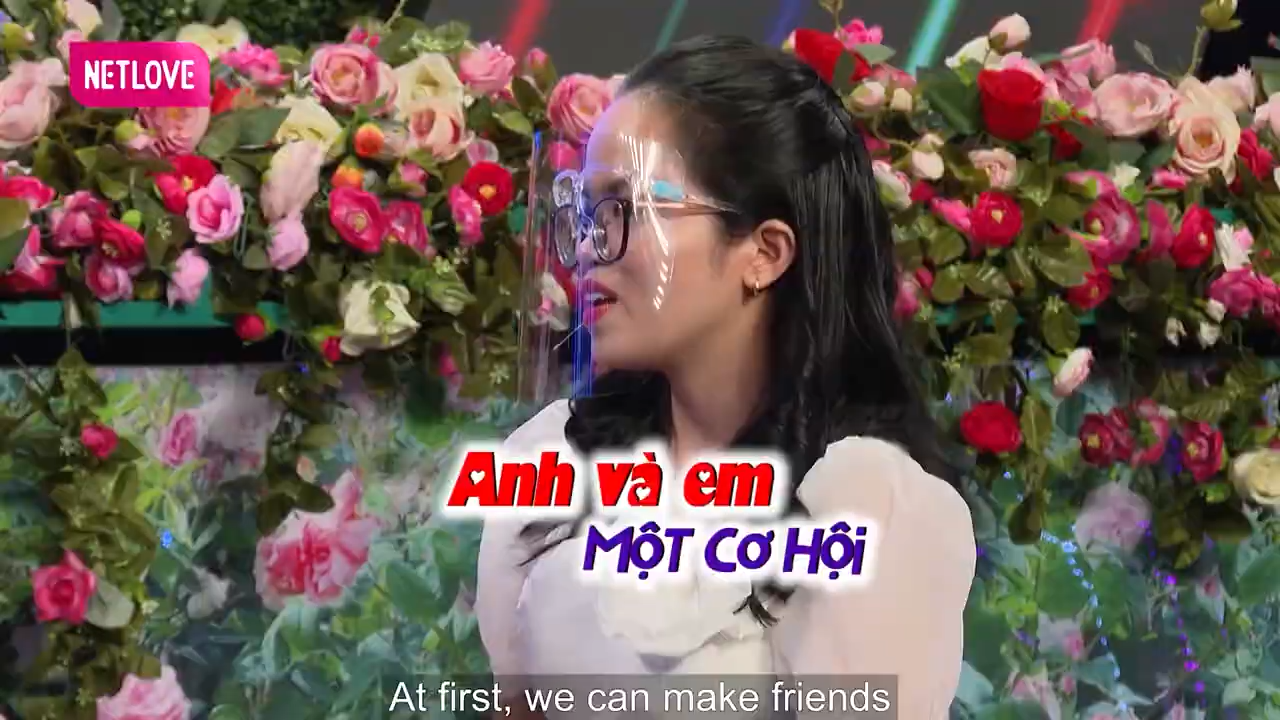 NETLOVE
Anh và em
MỘT CƠ HỘI
At first, we can make friends